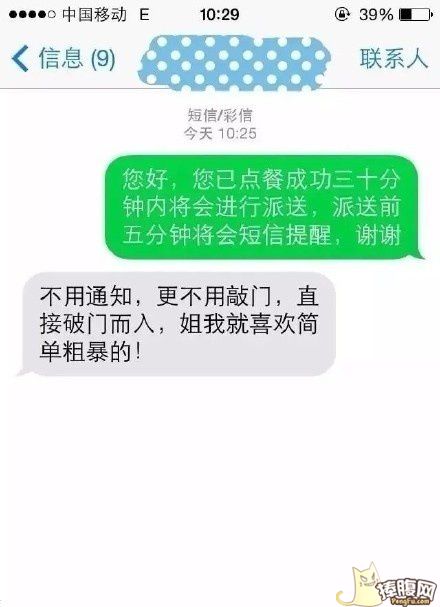 中国移动 E 10:29 39%
信息 (9) 联系人
短信/彩信
今天 10:25
您好，您已点餐成功三十分
钟内将会进行派送，派送前
五分钟将会短信提醒，谢谢
不用通知，更不用敲门，直
接破门而入，姐我就喜欢简
单粗暴的！
捧腹网
PengFu.com